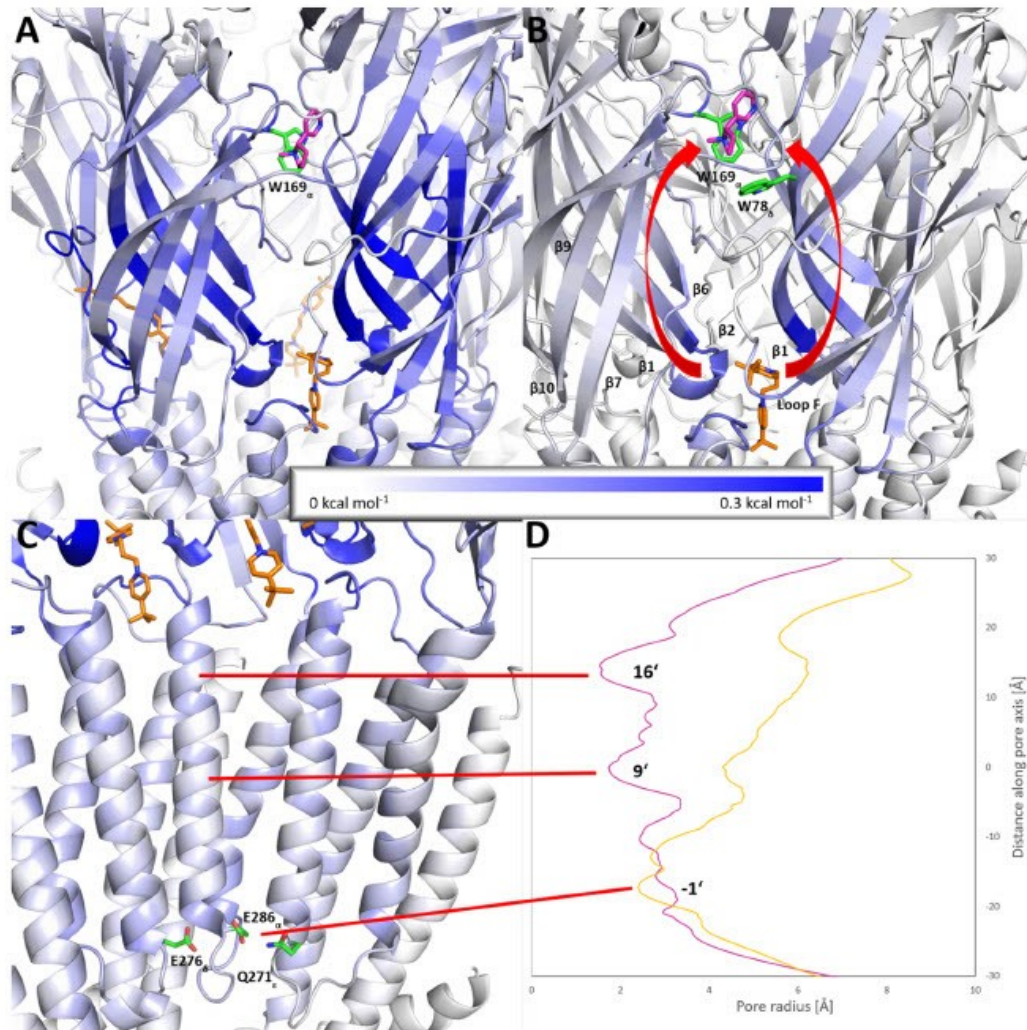 A
B
W169α
W169α
W78δ
β9
β6
β2
β1
β1
β7
β10
Loop F
0 kcal mol⁻¹
0.3 kcal mol⁻¹
C
D
16‘
9‘
-1‘
E286α
E276δ
Q271ε
30
20
10
0
-10
-20
-30
Distance along pore axis [Å]
0
2
4
6
8
10
Pore radius [Å]